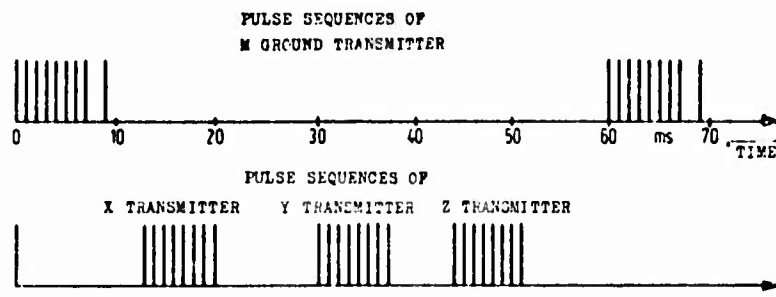 PULSE SEQUENCES OF
M GROUND TRANSMITTER
0 10 20 30 40 50 60 ms 70
TIME
PULSE SEQUENCES OF
X TRANSMITTER Y TRANSMITTER Z TRANSMITTER